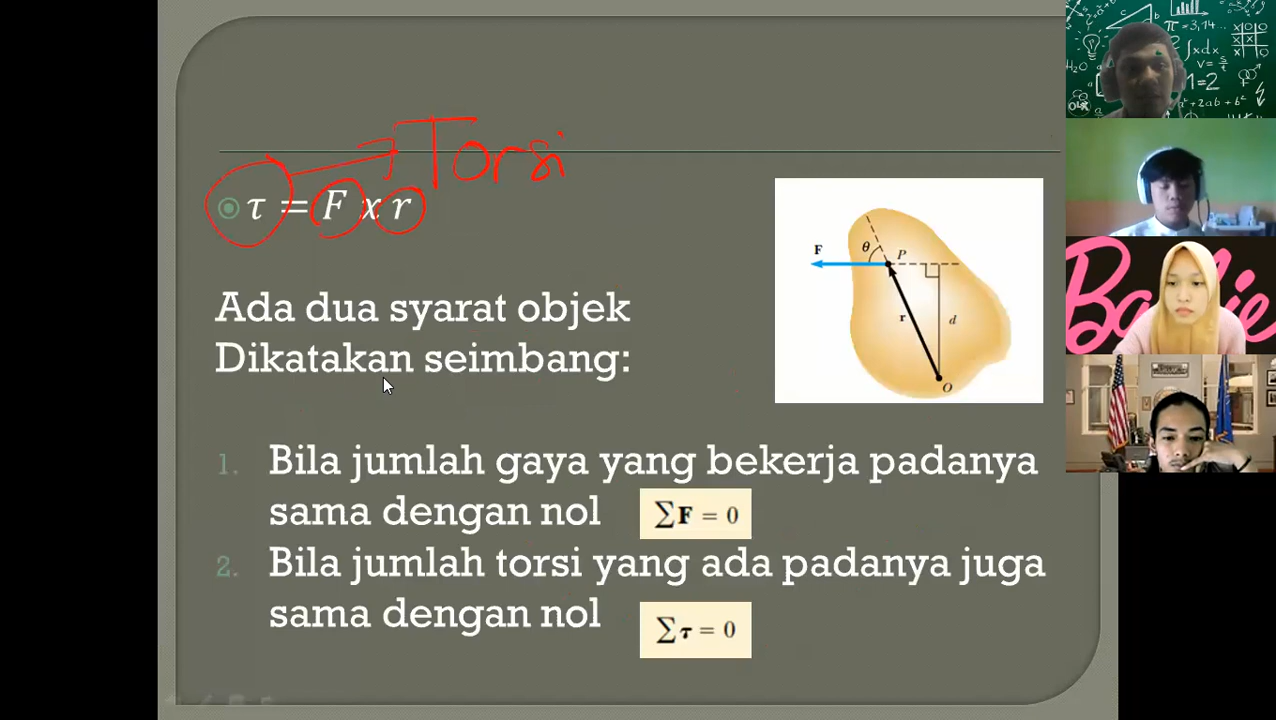 Torsi
τ = F x r
Ada dua syarat objek
Dikatakan seimbang:
F
θ
P
r
d
O
1. Bila jumlah gaya yang bekerja padanya
sama dengan nol ∑F = 0
2. Bila jumlah torsi yang ada padanya juga
sama dengan nol ∑τ = 0
Barbie